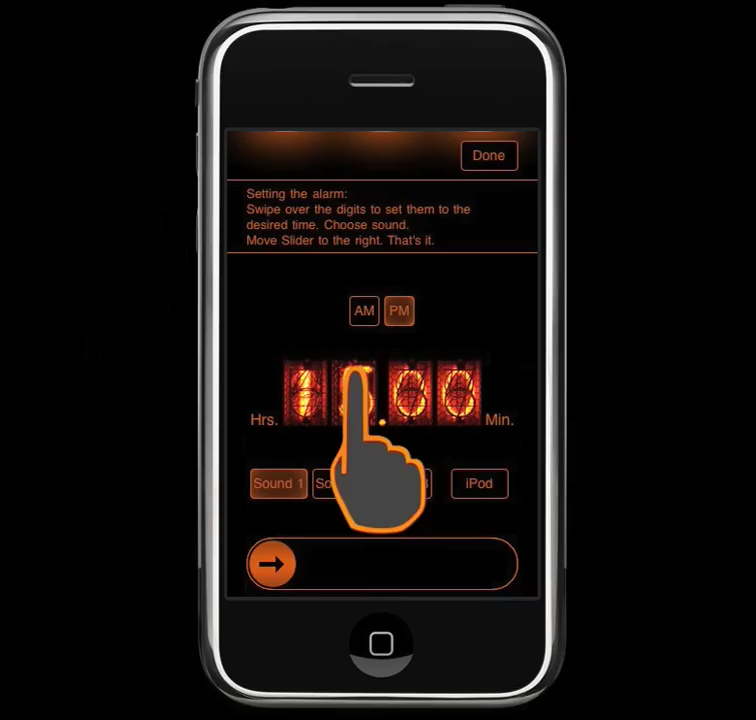 Done
Setting the alarm:
Swipe over the digits to set them to the
desired time. Choose sound.
Move Slider to the right. That's it.
AM PM
Hrs. Min.
Sound 1 iPod